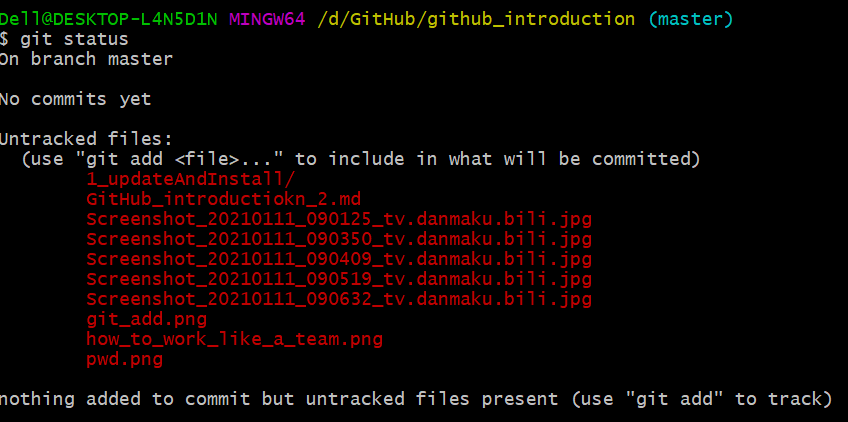 Dell@DESKTOP-L4N5D1N MINGW64 /d/GitHub/github_introduction (master)
$ git status
On branch master
No commits yet
Untracked files:
(use "git add <file>..." to include in what will be committed)
1_updateAndInstall/
GitHub_introductiokn_2.md
Screenshot_20210111_090125_tv.danmaku.bili.jpg
Screenshot_20210111_090350_tv.danmaku.bili.jpg
Screenshot_20210111_090409_tv.danmaku.bili.jpg
Screenshot_20210111_090519_tv.danmaku.bili.jpg
Screenshot_20210111_090632_tv.danmaku.bili.jpg
git_add.png
how_to_work_like_a_team.png
pwd.png
nothing added to commit but untracked files present (use "git add" to track)